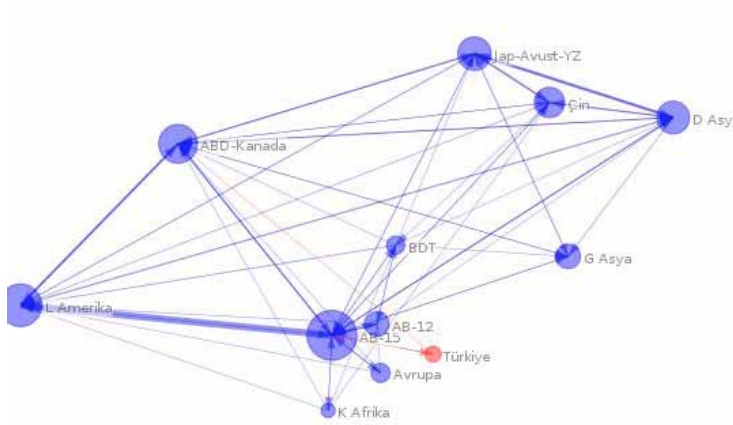 Jap-Avust-YZ
Çin
D Asy
ABD-Kanada
BDT
G Asya
L Amerika
AB-12
AB-15
Türkiye
Avrupa
K Afrika